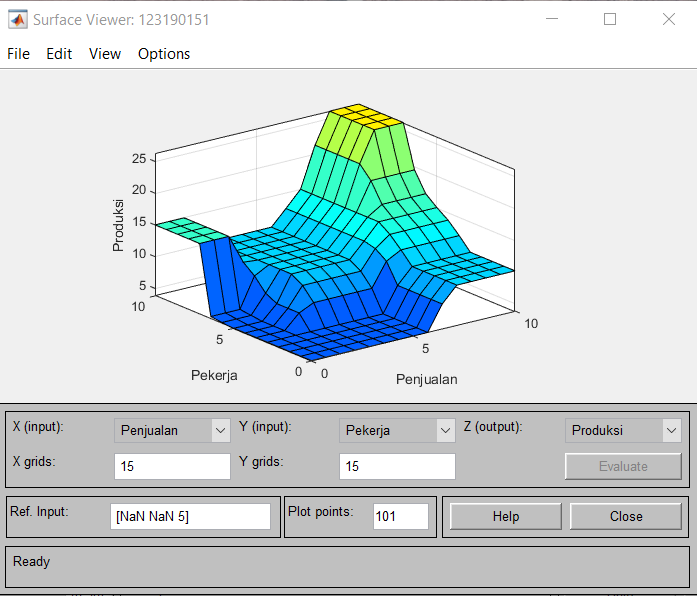 Surface Viewer: 123190151
File Edit View Options
25
20
15
10
5
Produksi
10
5
0
Pekerja
0
5
10
Penjualan
X (input): Penjualan Y (input): Pekerja Z (output): Produksi
X grids: 15 Y grids: 15 Evaluate
Ref. Input: [NaN NaN 5] Plot points: 101 Help Close
Ready